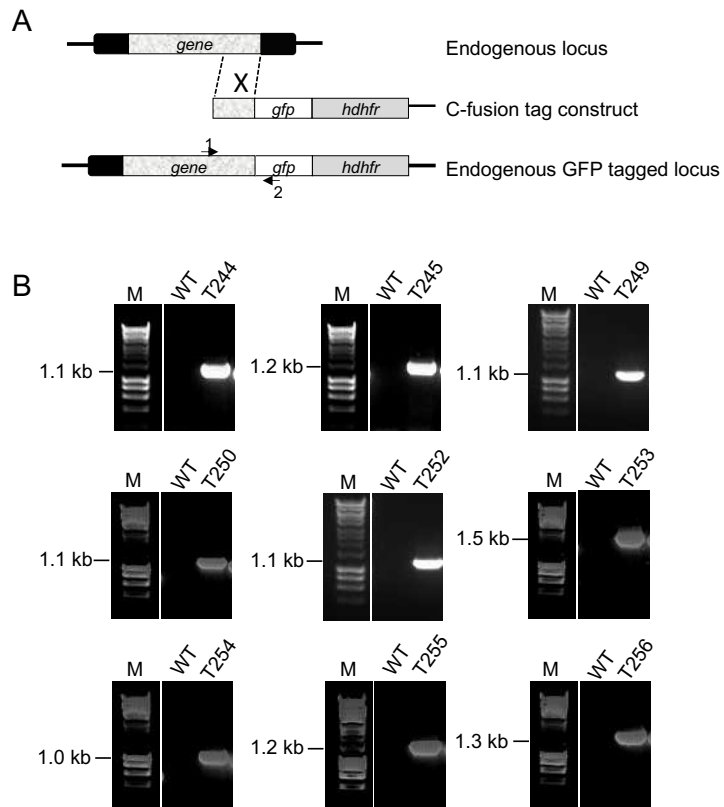 A
gene
Endogenous locus
X
gfp hdhfr
C-fusion tag construct
1
gene gfp hdhfr
Endogenous GFP tagged locus
2
B
M WT T244
1.1 kb
M WT T245
1.2 kb
M WT T249
1.1 kb
M WT T250
1.1 kb
M WT T252
1.1 kb
M WT T253
1.5 kb
M WT T254
1.0 kb
M WT T255
1.2 kb
M WT T256
1.3 kb